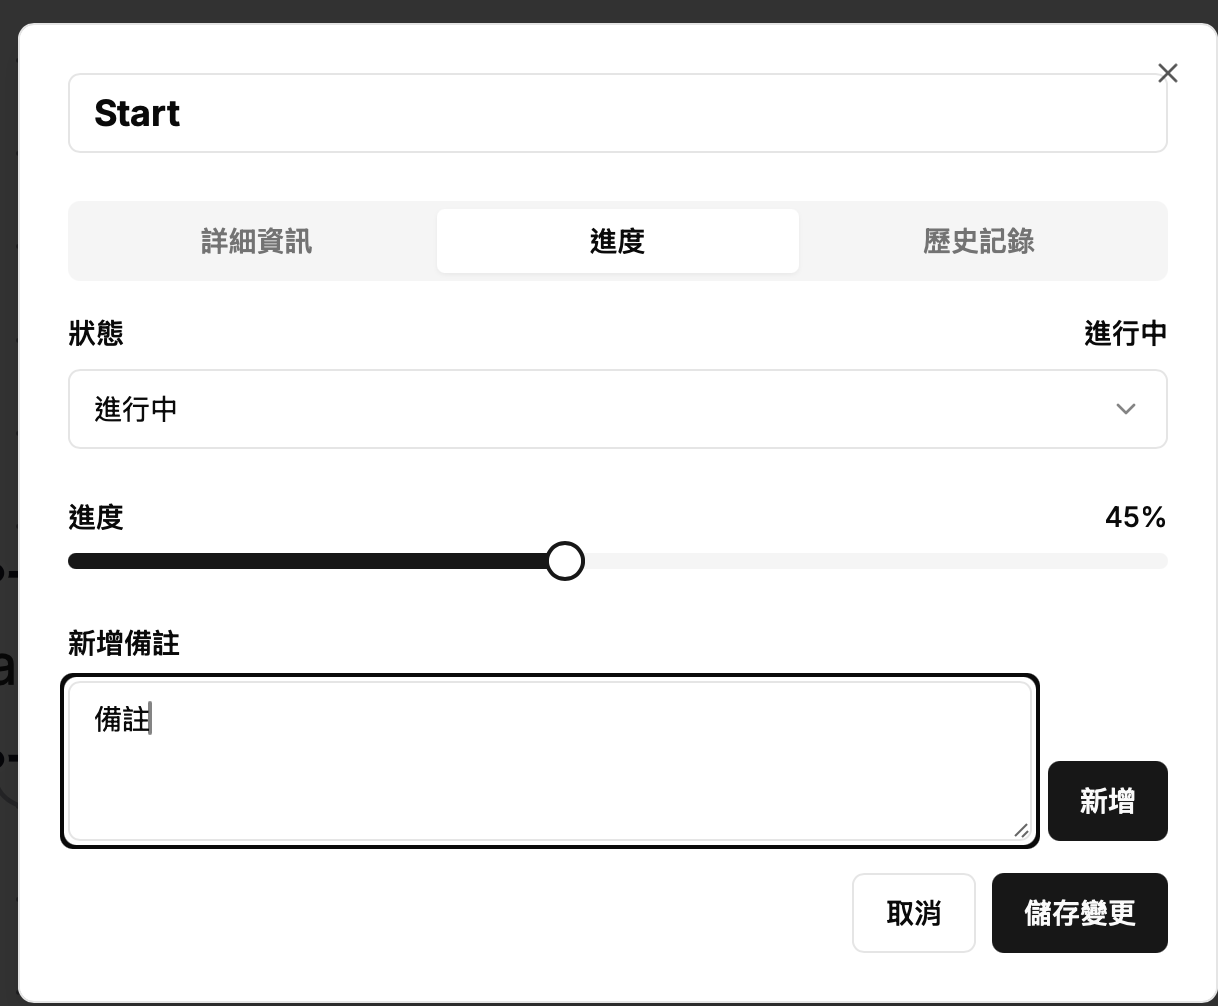 Start
詳細資訊 進度 歷史記錄
狀態 進行中
進行中
進度 45%
新增備註
備註
新增
取消 儲存變更